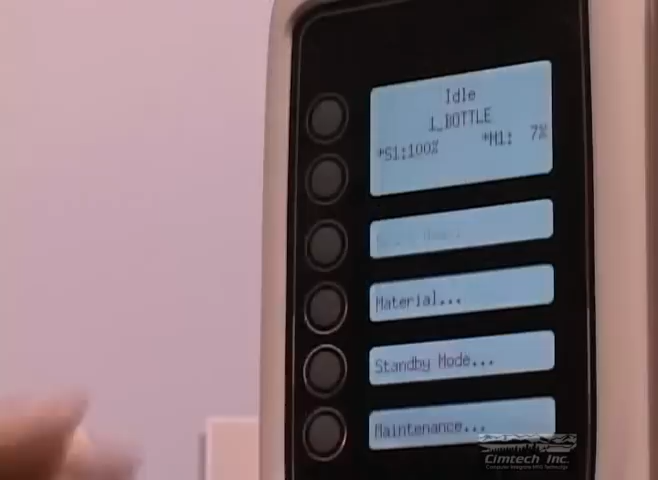 Idle
1_BOTTLE
*S1:100% *M1: 7%
Material...
Standby Mode...
Maintenance...
Cimtech Inc.